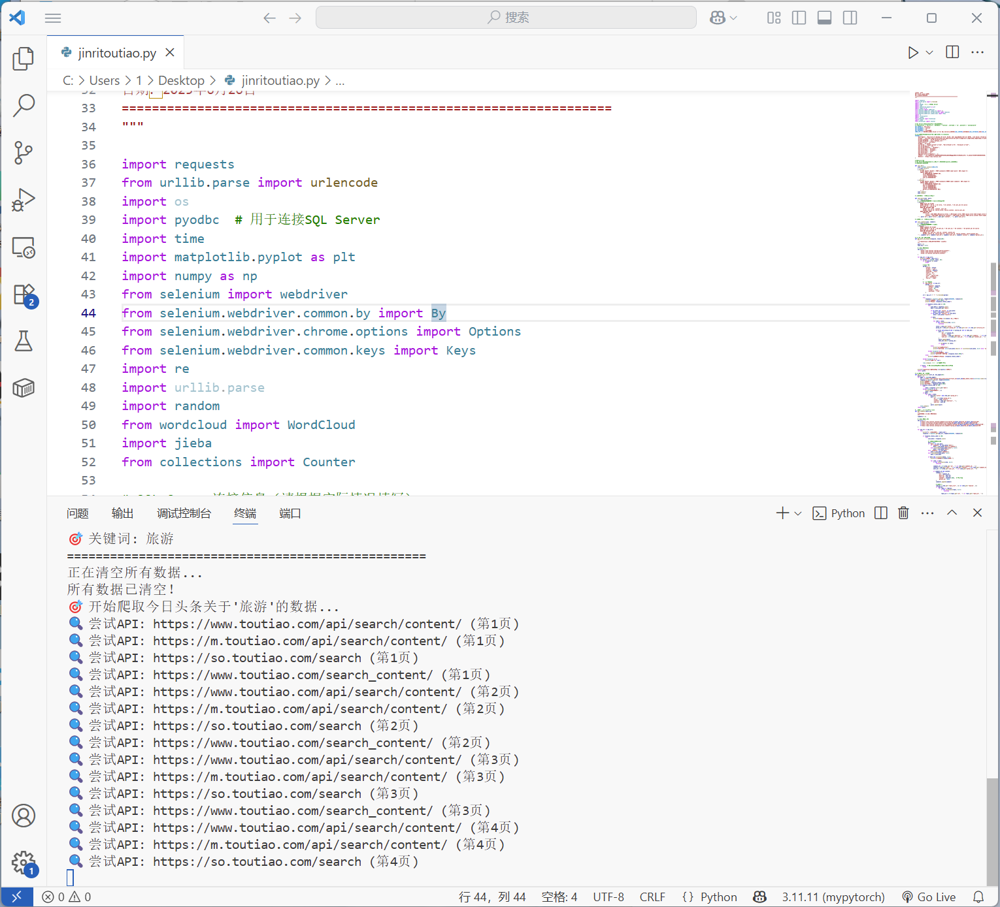 搜索
jinritoutiao.py
C: > Users > 1 > Desktop > jinritoutiao.py > ...
32 日期: 2025年6月20日
33 =================================================================
34 """
35
36 import requests
37 from urllib.parse import urlencode
38 import os
39 import pyodbc  # 用于连接SQL Server
40 import time
41 import matplotlib.pyplot as plt
42 import numpy as np
43 from selenium import webdriver
44 from selenium.webdriver.common.by import By
45 from selenium.webdriver.chrome.options import Options
46 from selenium.webdriver.common.keys import Keys
47 import re
48 import urllib.parse
49 import random
50 from wordcloud import WordCloud
51 import jieba
52 from collections import Counter
53
问题 输出 调试控制台 终端 端口 Python
🎯 关键词: 旅游
==================================================
正在清空所有数据...
所有数据已清空!
🎯 开始爬取今日头条关于'旅游'的数据...
🔍 尝试API: https://www.toutiao.com/api/search/content/ (第1页)
🔍 尝试API: https://m.toutiao.com/api/search/content/ (第1页)
🔍 尝试API: https://so.toutiao.com/search (第1页)
🔍 尝试API: https://www.toutiao.com/search_content/ (第1页)
🔍 尝试API: https://www.toutiao.com/api/search/content/ (第2页)
🔍 尝试API: https://m.toutiao.com/api/search/content/ (第2页)
🔍 尝试API: https://so.toutiao.com/search (第2页)
🔍 尝试API: https://www.toutiao.com/search_content/ (第2页)
🔍 尝试API: https://www.toutiao.com/api/search/content/ (第3页)
🔍 尝试API: https://m.toutiao.com/api/search/content/ (第3页)
🔍 尝试API: https://so.toutiao.com/search (第3页)
🔍 尝试API: https://www.toutiao.com/search_content/ (第3页)
🔍 尝试API: https://www.toutiao.com/api/search/content/ (第4页)
🔍 尝试API: https://m.toutiao.com/api/search/content/ (第4页)
🔍 尝试API: https://so.toutiao.com/search (第4页)
2
1
0 0 行 44，列 44 空格: 4 UTF-8 CRLF {} Python 3.11.11 (mypytorch) Go Live